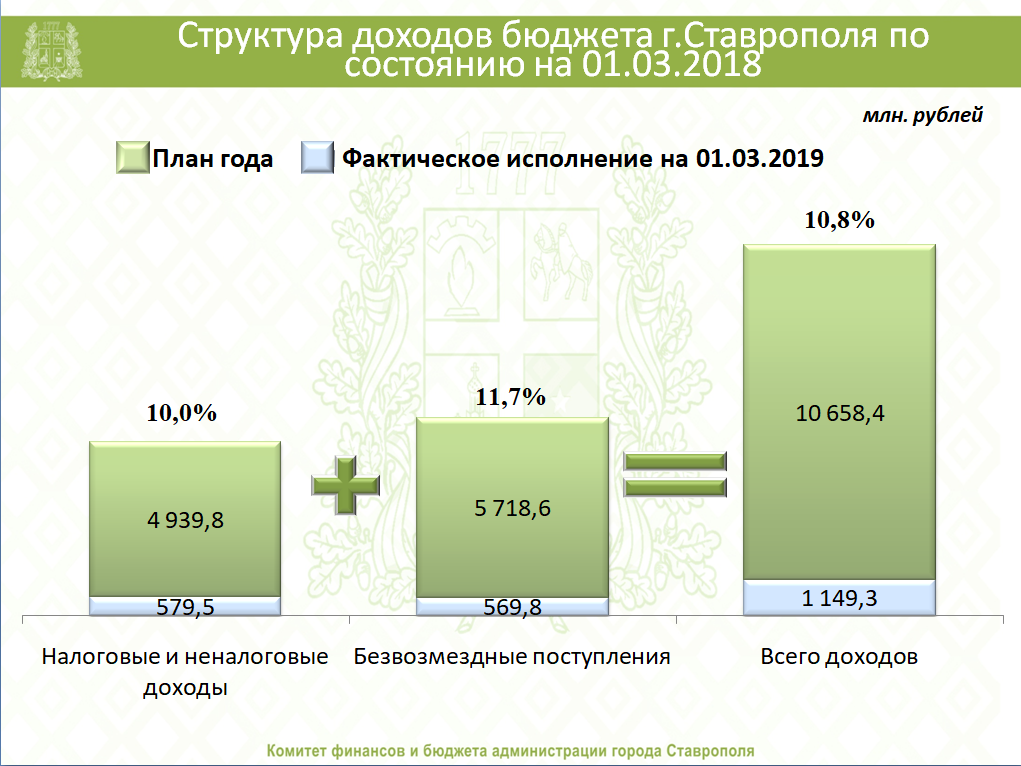 Структура доходов бюджета г.Ставрополя по
состоянию на 01.03.2018
млн. рублей
План года
Фактическое исполнение на 01.03.2019
1777
10,8%
11,7%
10,0%
10 658,4
5 718,6
4 939,8
579,5
569,8
1 149,3
Налоговые и неналоговые
доходы
Безвозмездные поступления
Всего доходов
Комитет финансов и бюджета администрации города Ставрополя